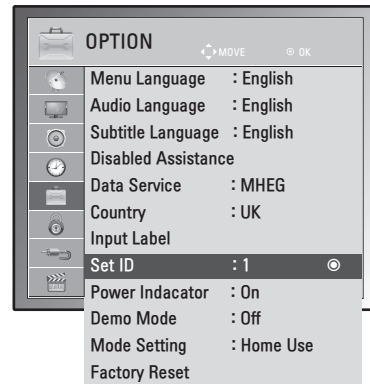 OPTION
MOVE
OK
Menu Language : English
Audio Language : English
Subtitle Language : English
Disabled Assistance
Data Service : MHEG
Country : UK
Input Label
Set ID : 1
Power Indacator : On
Demo Mode : Off
Mode Setting : Home Use
Factory Reset